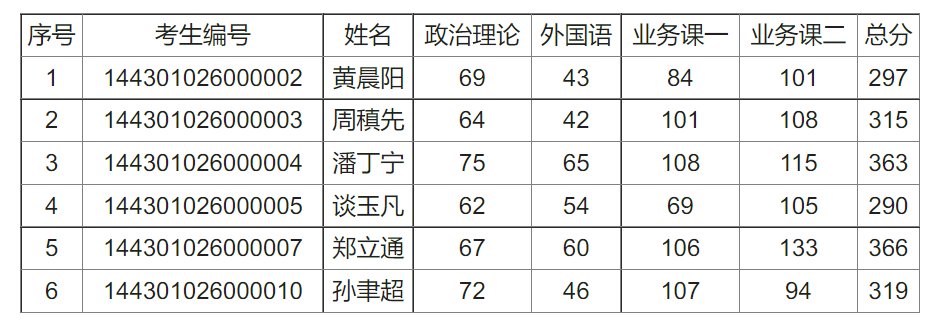 序号 考生编号 姓名 政治理论 外国语 业务课一 业务课二 总分
1 144301026000002 黄晨阳 69 43 84 101 297
2 144301026000003 周稹先 64 42 101 108 315
3 144301026000004 潘丁宁 75 65 108 115 363
4 144301026000005 谈玉凡 62 54 69 105 290
5 144301026000007 郑立通 67 60 106 133 366
6 144301026000010 孙聿超 72 46 107 94 319